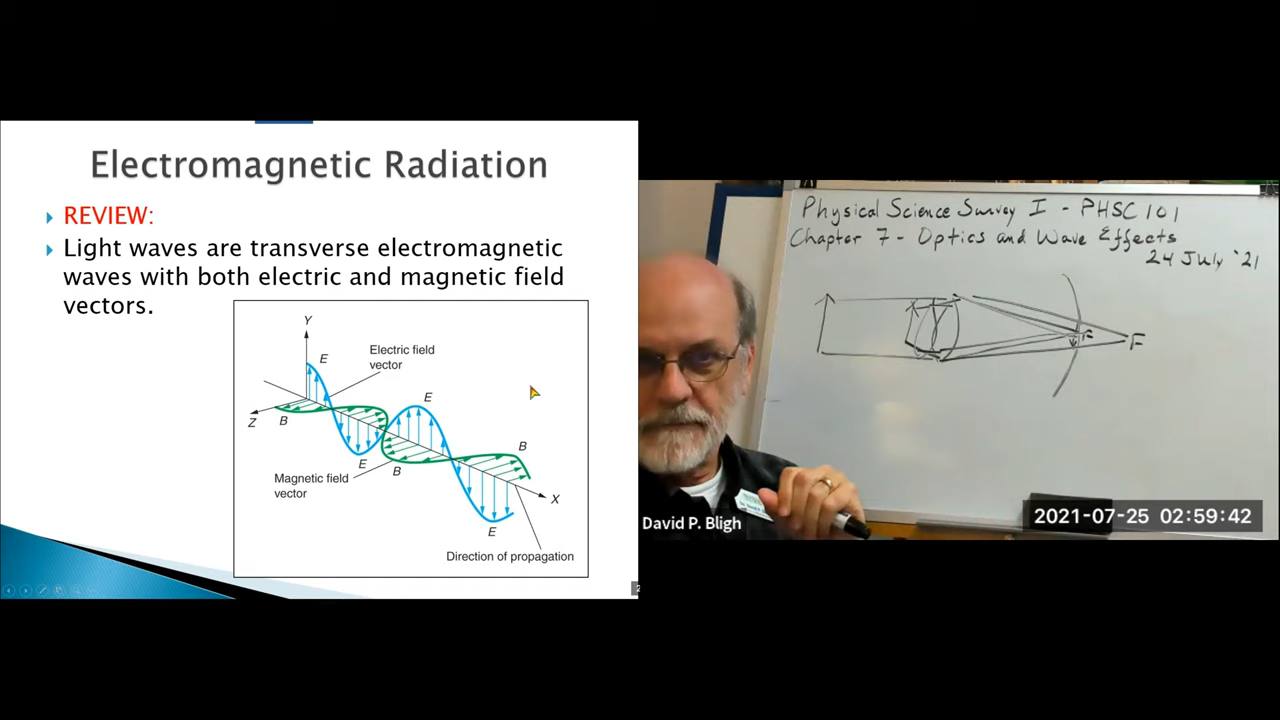 Electromagnetic Radiation
REVIEW:
Light waves are transverse electromagnetic
waves with both electric and magnetic field
vectors.
Y
E
Electric field
vector
Z
B
E
E
B
B
Magnetic field
vector
X
E
Direction of propagation
2
Physical Science Survey I - PHSC 101
Chapter 7 - Optics and Wave Effects
24 July '21
F
F
David P. Bligh
2021-07-25 02:59:42